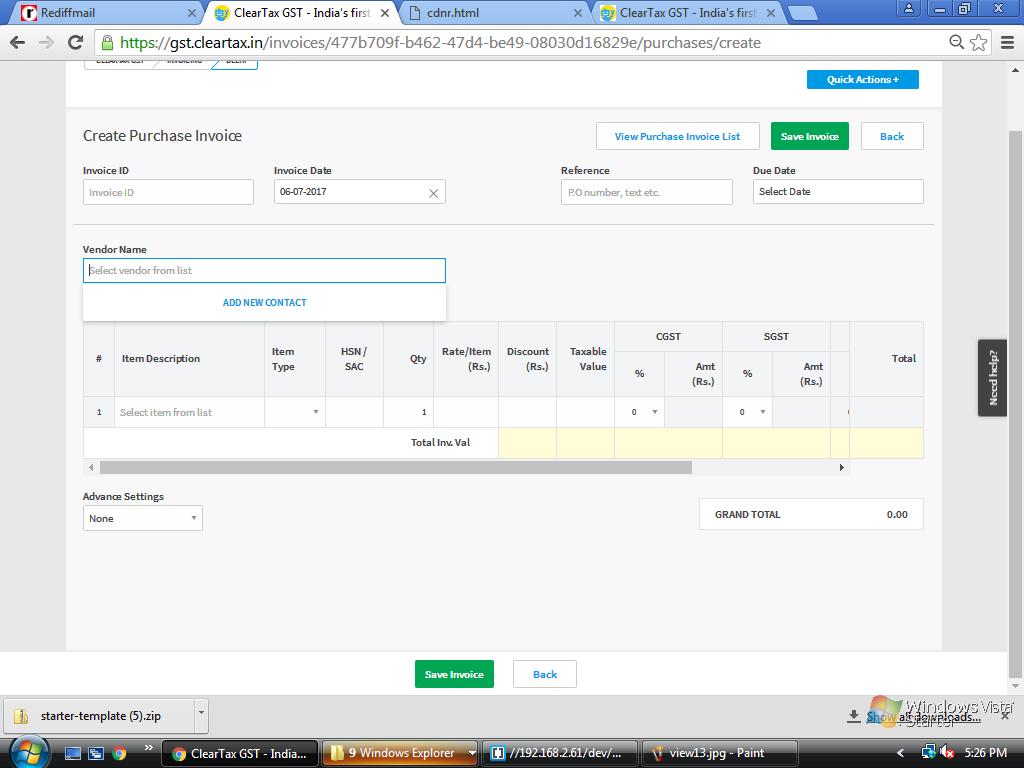 Rediffmail
ClearTax GST - India's first
cdnr.html
ClearTax GST - India's first
https://gst.cleartax.in/invoices/477b709f-b462-47d4-be49-08030d16829e/purchases/create
Quick Actions +
Create Purchase Invoice
View Purchase Invoice List
Save Invoice
Back
Invoice ID
Invoice Date
Reference
Due Date
Invoice ID
06-07-2017
P.O number, text etc.
Select Date
Vendor Name
Select vendor from list
ADD NEW CONTACT
# Item Description Item Type HSN / SAC Qty Rate/Item (Rs.) Discount (Rs.) Taxable Value CGST SGST Total
% Amt (Rs.) % Amt (Rs.)
1 Select item from list 1 0 0
Total Inv. Val
Need help?
Advance Settings
None
GRAND TOTAL 0.00
Save Invoice
Back
starter-template (5).zip
Show all downloads...
Windows Vista
Starter
ClearTax GST - India...
9 Windows Explorer
//192.168.2.61/dev/...
view13.jpg - Paint
5:26 PM